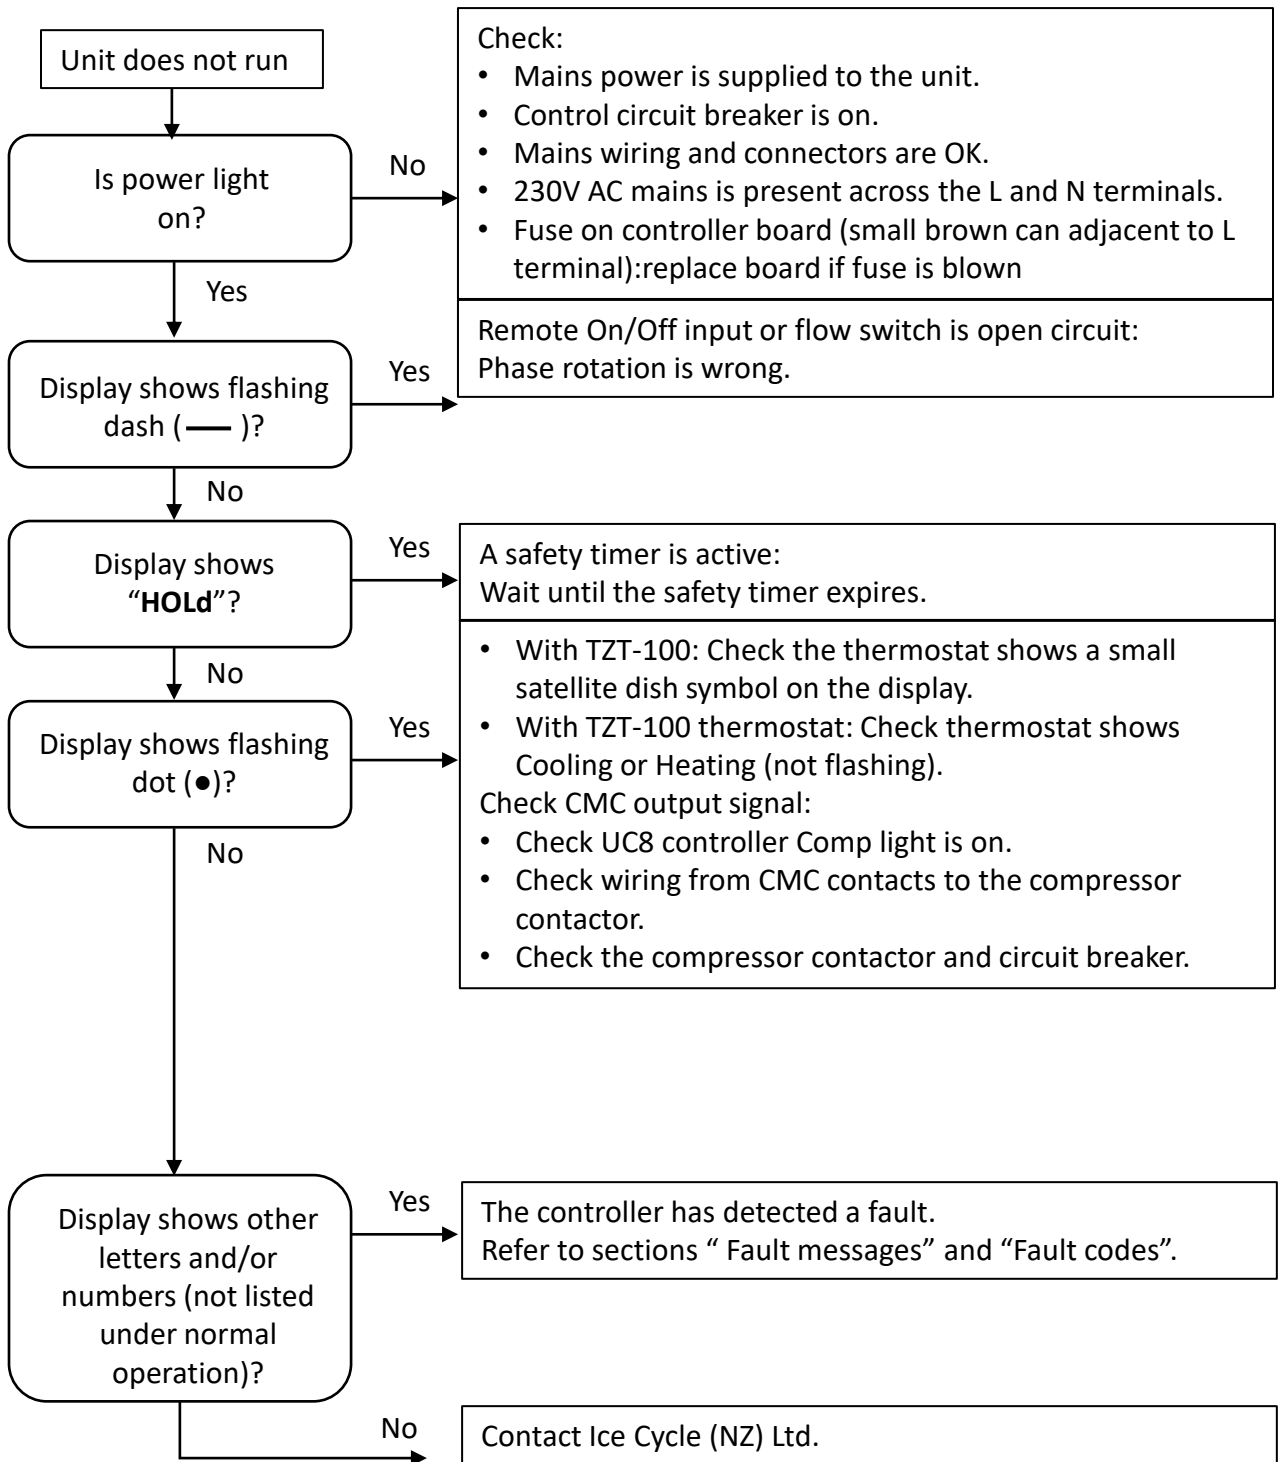 Unit does not run
Is power light
on?
No
Check:
• Mains power is supplied to the unit.
• Control circuit breaker is on.
• Mains wiring and connectors are OK.
• 230V AC mains is present across the L and N terminals.
• Fuse on controller board (small brown can adjacent to L
terminal):replace board if fuse is blown
Yes
Display shows flashing
dash ( — )?
Yes
Remote On/Off input or flow switch is open circuit:
Phase rotation is wrong.
No
Display shows
“HOLd”?
Yes
A safety timer is active:
Wait until the safety timer expires.
No
Display shows flashing
dot (●)?
Yes
• With TZT-100: Check the thermostat shows a small
satellite dish symbol on the display.
• With TZT-100 thermostat: Check thermostat shows
Cooling or Heating (not flashing).
Check CMC output signal:
• Check UC8 controller Comp light is on.
• Check wiring from CMC contacts to the compressor
contactor.
• Check the compressor contactor and circuit breaker.
No
Display shows other
letters and/or
numbers (not listed
under normal
operation)?
Yes
The controller has detected a fault.
Refer to sections “ Fault messages” and “Fault codes”.
No
Contact Ice Cycle (NZ) Ltd.